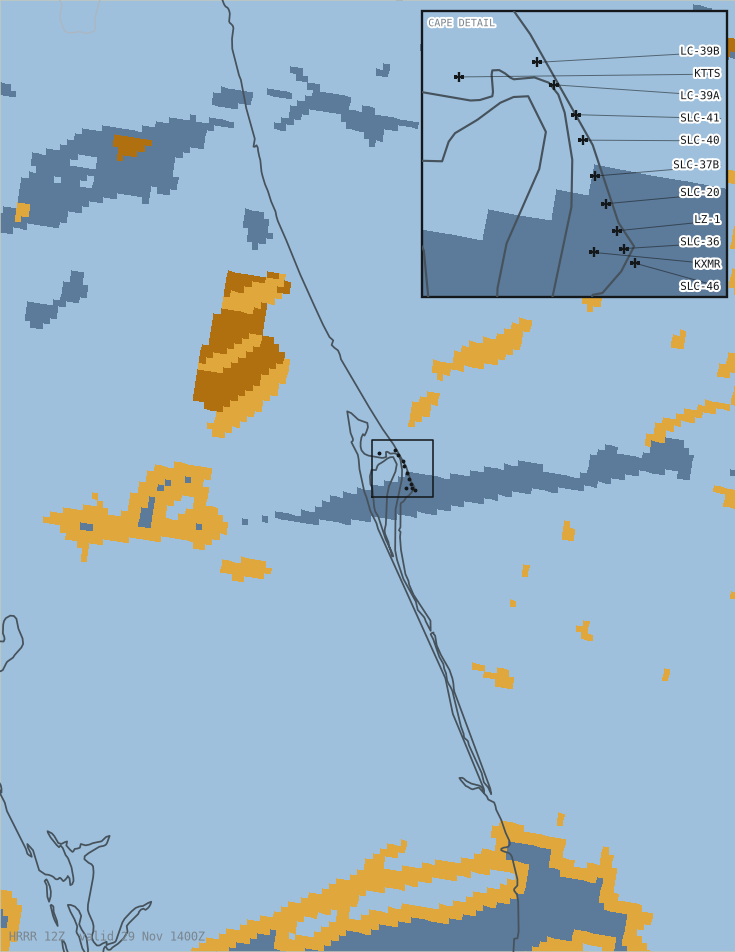 CAPE DETAIL
LC-39B
KTTS
LC-39A
SLC-41
SLC-40
SLC-37B
SLC-20
LZ-1
SLC-36
KXMR
SLC-46
HRRR 12Z valid 29 Nov 1400Z